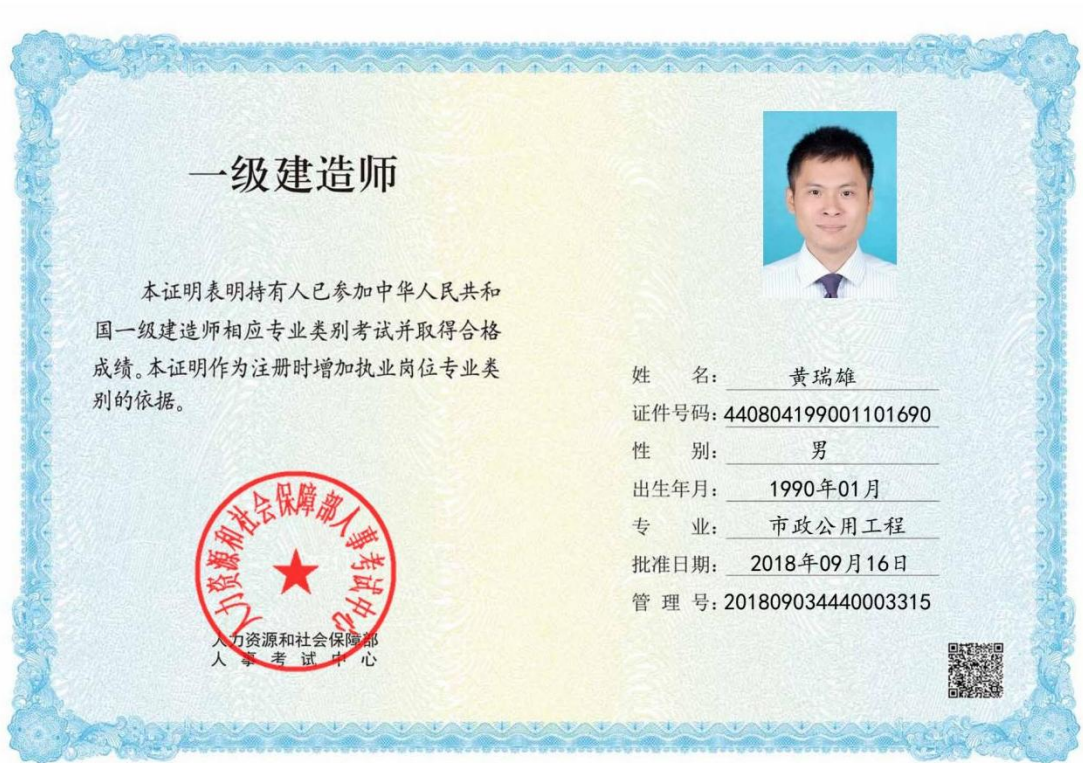 一级建造师
本证明表明持有人已参加中华人民共和
国一级建造师相应专业类别考试并取得合格
成绩。本证明作为注册时增加执业岗位专业类
别的依据。
人力资源和社会保障部人事考试中心
人力资源和社会保障部
人事考试中心
姓名: 黄瑞雄
证件号码: 440804199001101690
性别: 男
出生年月: 1990年01月
专业: 市政公用工程
批准日期: 2018年09月16日
管理号: 201809034440003315